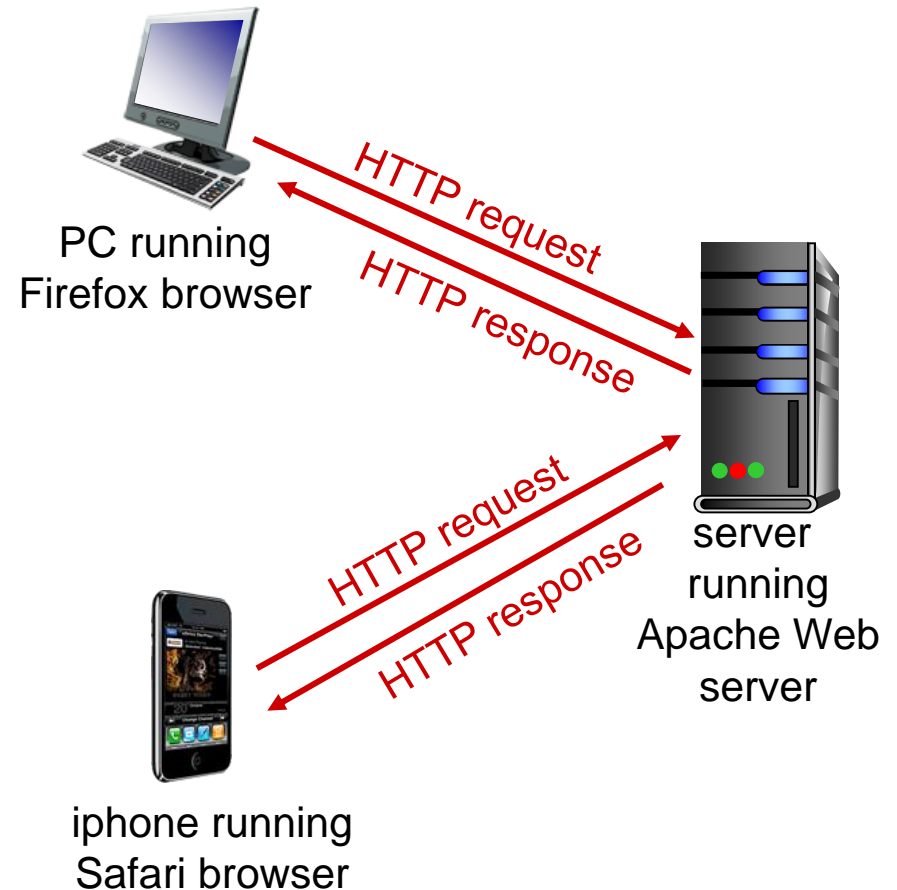 HTTP request
HTTP response
PC running
Firefox browser
HTTP request
HTTP response
server
running
Apache Web
server
iphone running
Safari browser